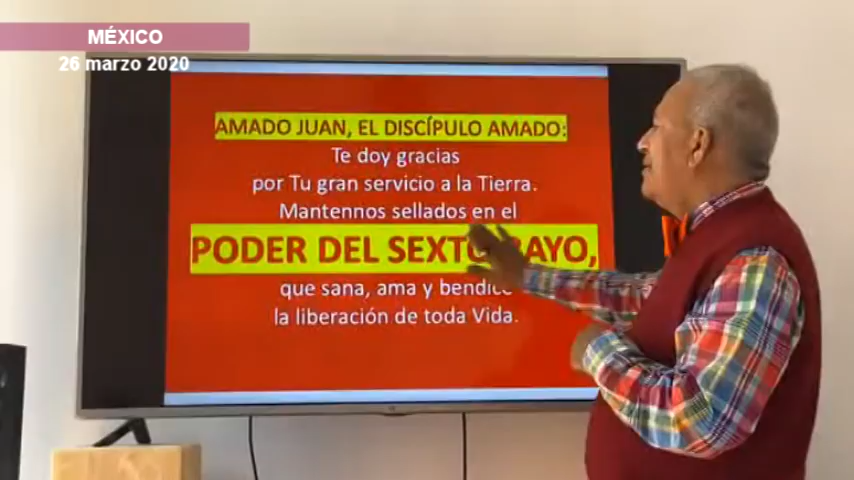 MÉXICO
26 marzo 2020
AMADO JUAN, EL DISCÍPULO AMADO:
Te doy gracias
por Tu gran servicio a la Tierra.
Mantennos sellados en el
PODER DEL SEXTO RAYO,
que sana, ama y bendice
la liberación de toda Vida.